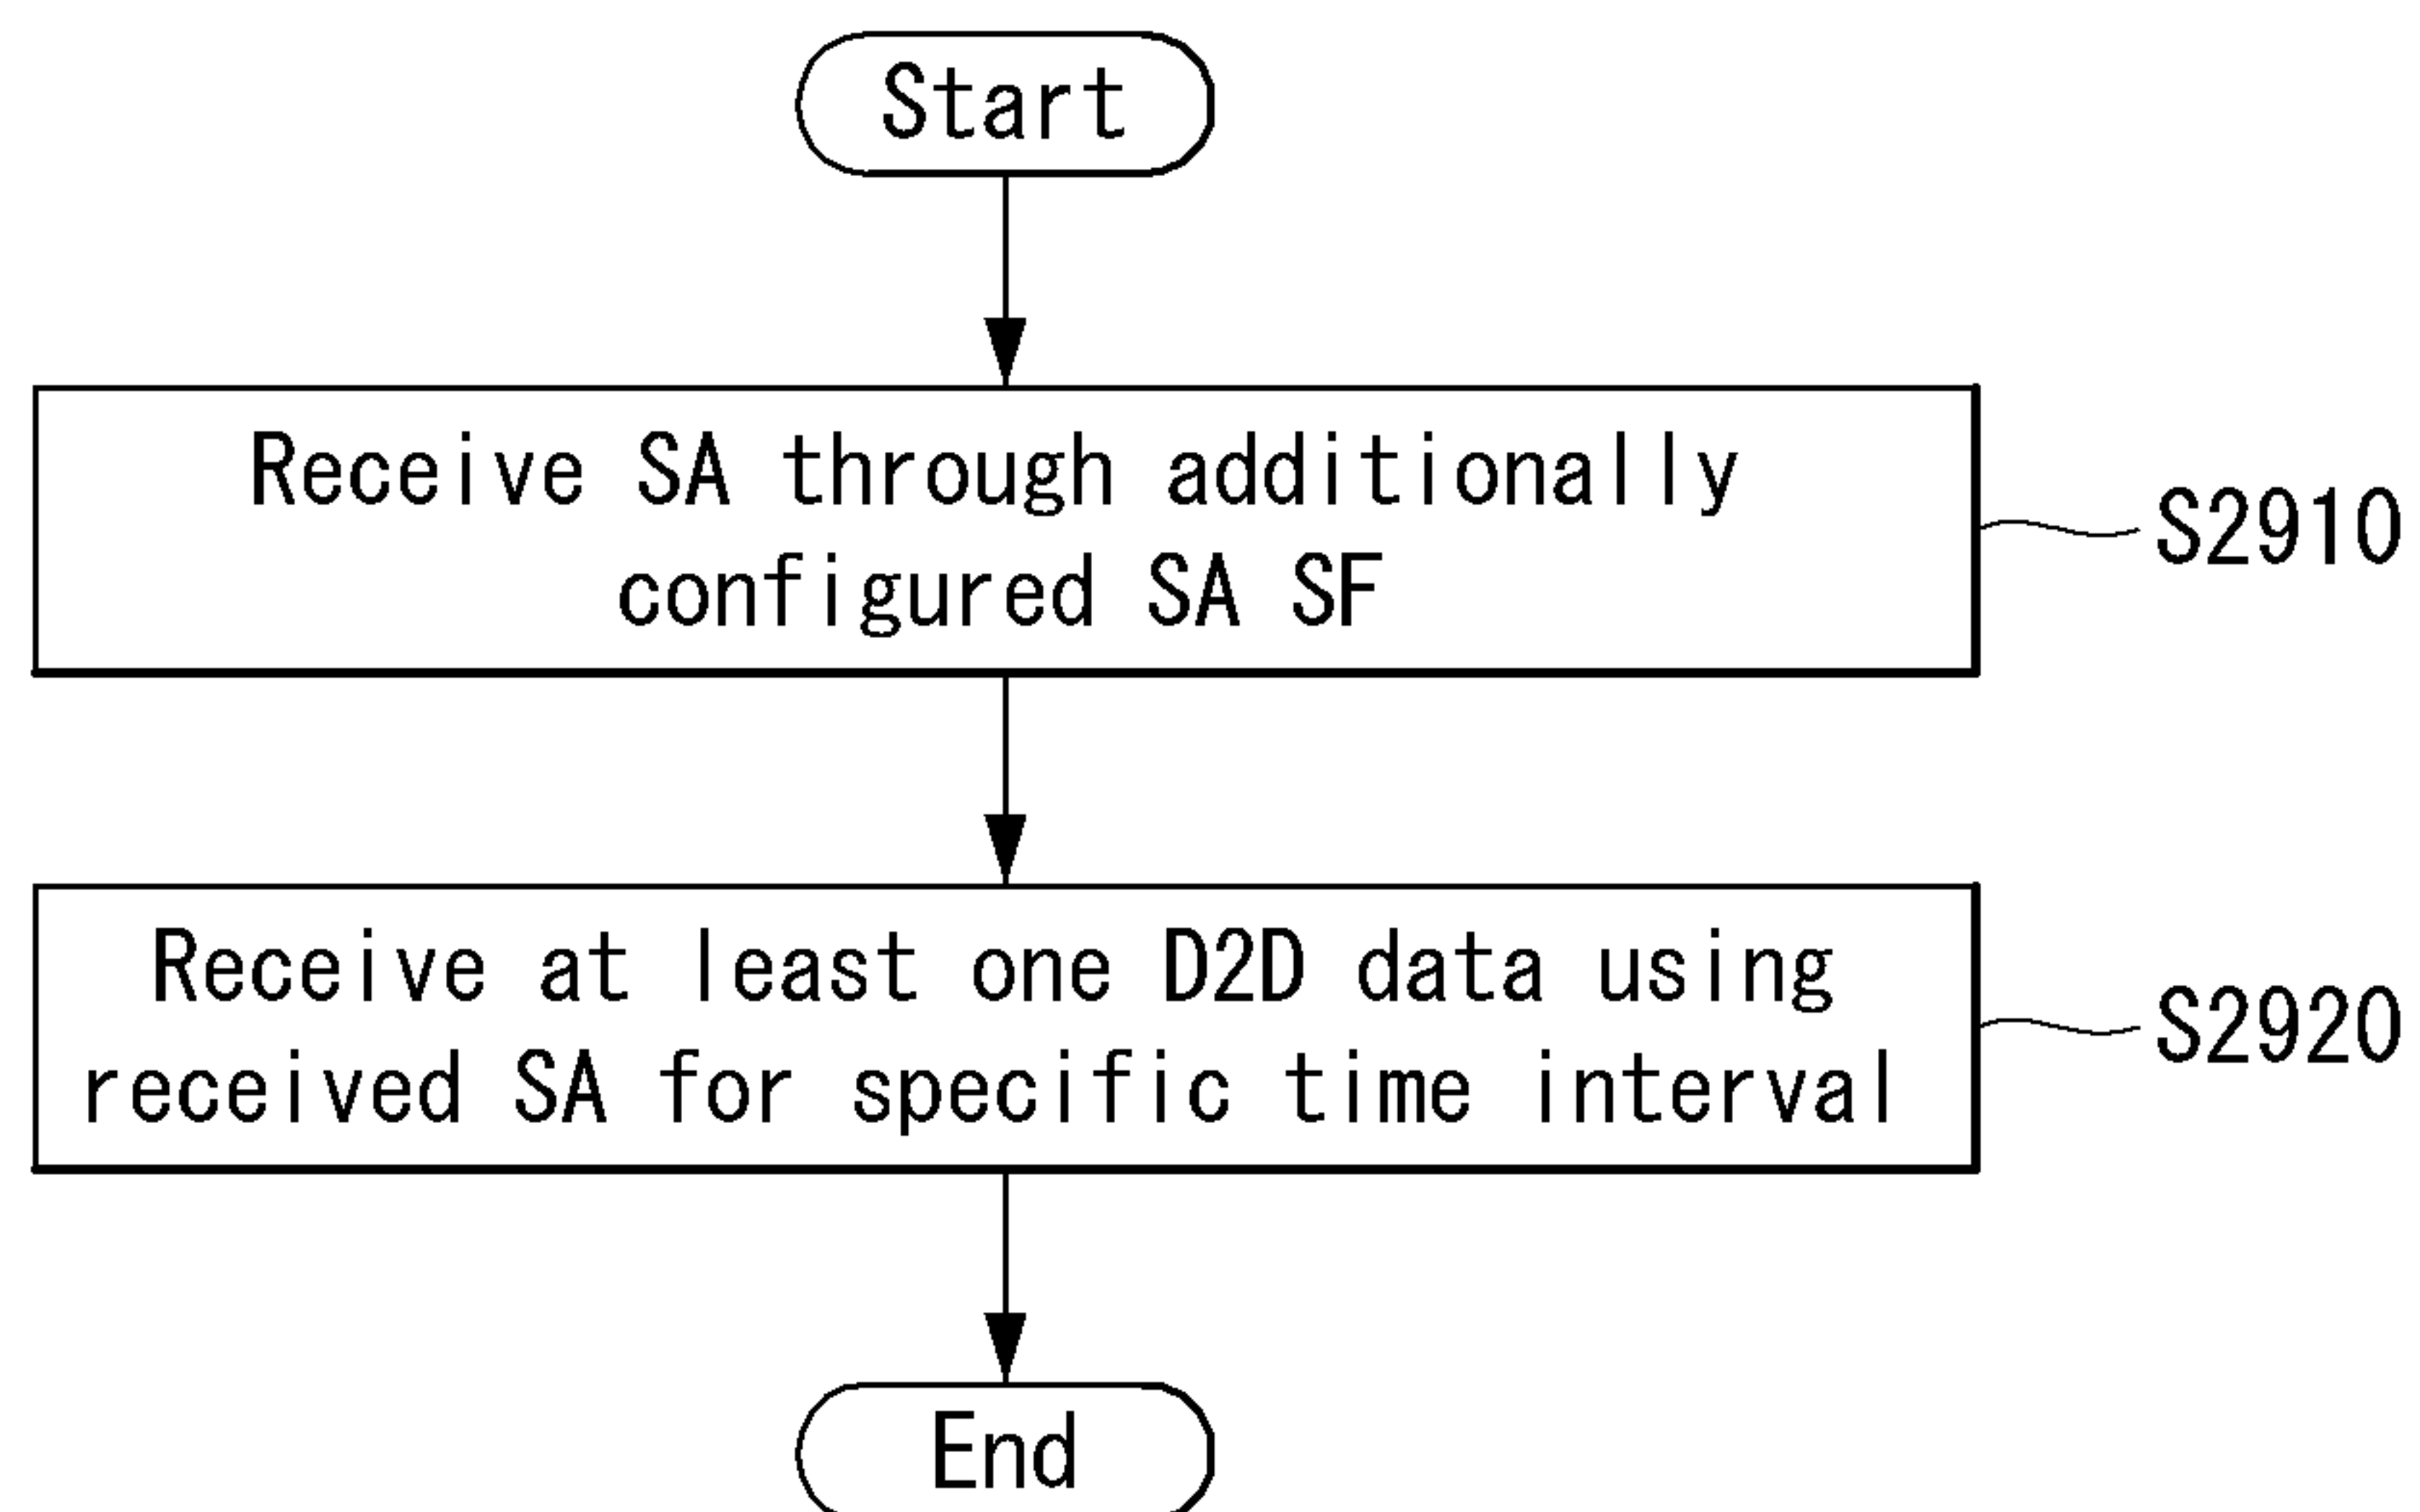 Start
Receive SA through additionally
configured SA SF
S2910
Receive at least one D2D data using
received SA for specific time interval
S2920
End